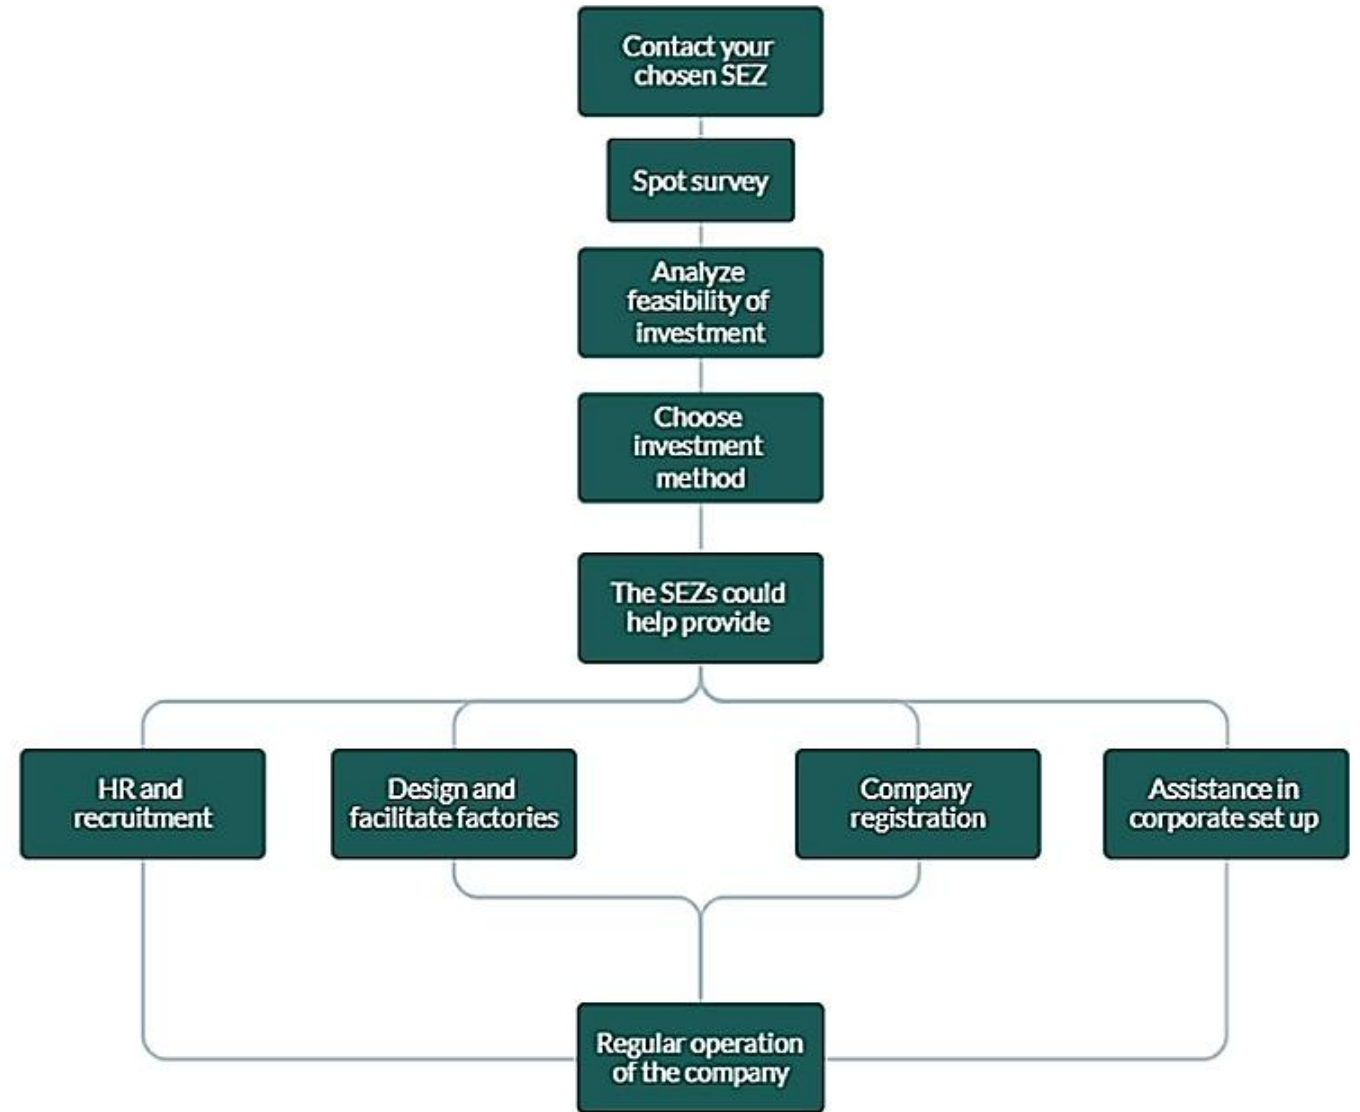 Contact your
chosen SEZ
Spot survey
Analyze
feasibility of
investment
Choose
investment
method
The SEZs could
help provide
HR and
recruitment
Design and
facilitate factories
Company
registration
Assistance in
corporate set up
Regular operation
of the company